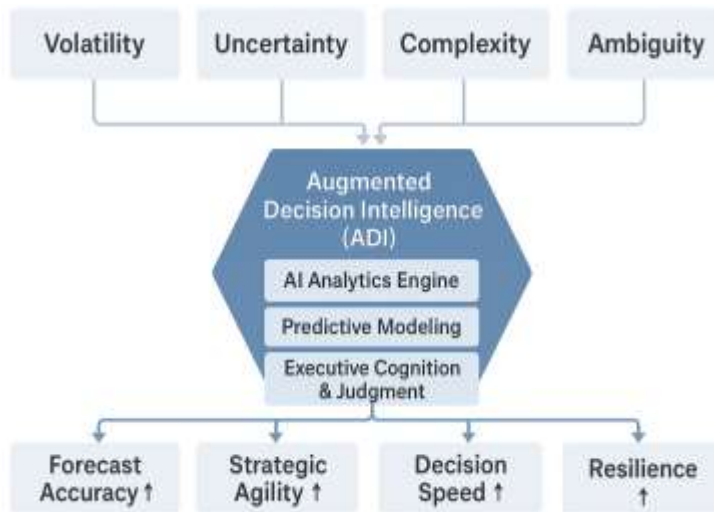 Volatility
Uncertainty
Complexity
Ambiguity
Augmented
Decision Intelligence
(ADI)
AI Analytics Engine
Predictive Modeling
Executive Cognition
& Judgment
Forecast
Accuracy ↑
Strategic
Agility ↑
Decision
Speed ↑
Resilience
↑